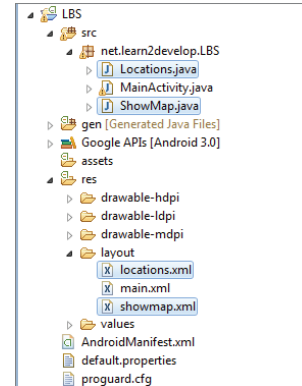 LBS
src
net.learn2develop.LBS
Locations.java
MainActivity.java
ShowMap.java
gen [Generated Java Files]
Google APIs [Android 3.0]
assets
res
drawable-hdpi
drawable-ldpi
drawable-mdpi
layout
locations.xml
main.xml
showmap.xml
values
AndroidManifest.xml
default.properties
proguard.cfg